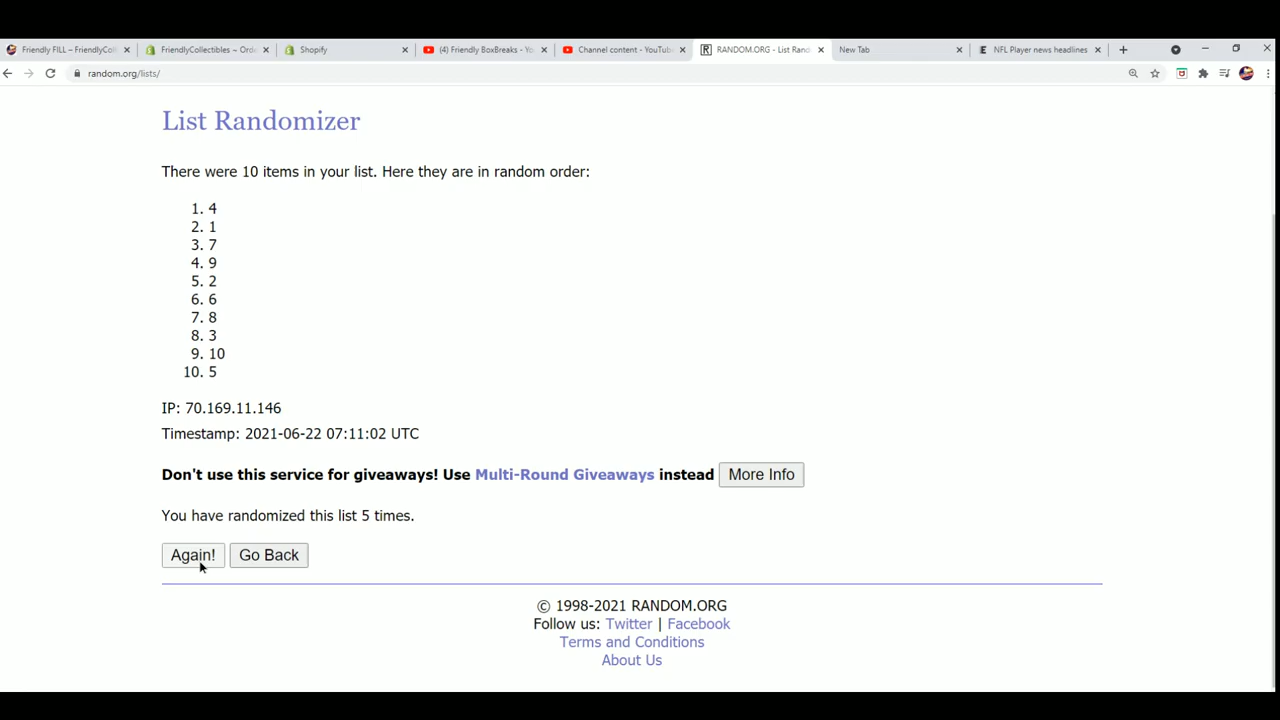 Friendly FILL – FriendlyColl
FriendlyCollectibles ~ Orde
Shopify
(4) Friendly BoxBreaks - Yo
Channel content - YouTube
RANDOM.ORG - List Rand
New Tab
NFL Player news headlines
random.org/lists/
List Randomizer
There were 10 items in your list. Here they are in random order:
1. 4
2. 1
3. 7
4. 9
5. 2
6. 6
7. 8
8. 3
9. 10
10. 5
IP: 70.169.11.146
Timestamp: 2021-06-22 07:11:02 UTC
Don't use this service for giveaways! Use Multi-Round Giveaways instead More Info
You have randomized this list 5 times.
Again! Go Back
© 1998-2021 RANDOM.ORG
Follow us: Twitter | Facebook
Terms and Conditions
About Us